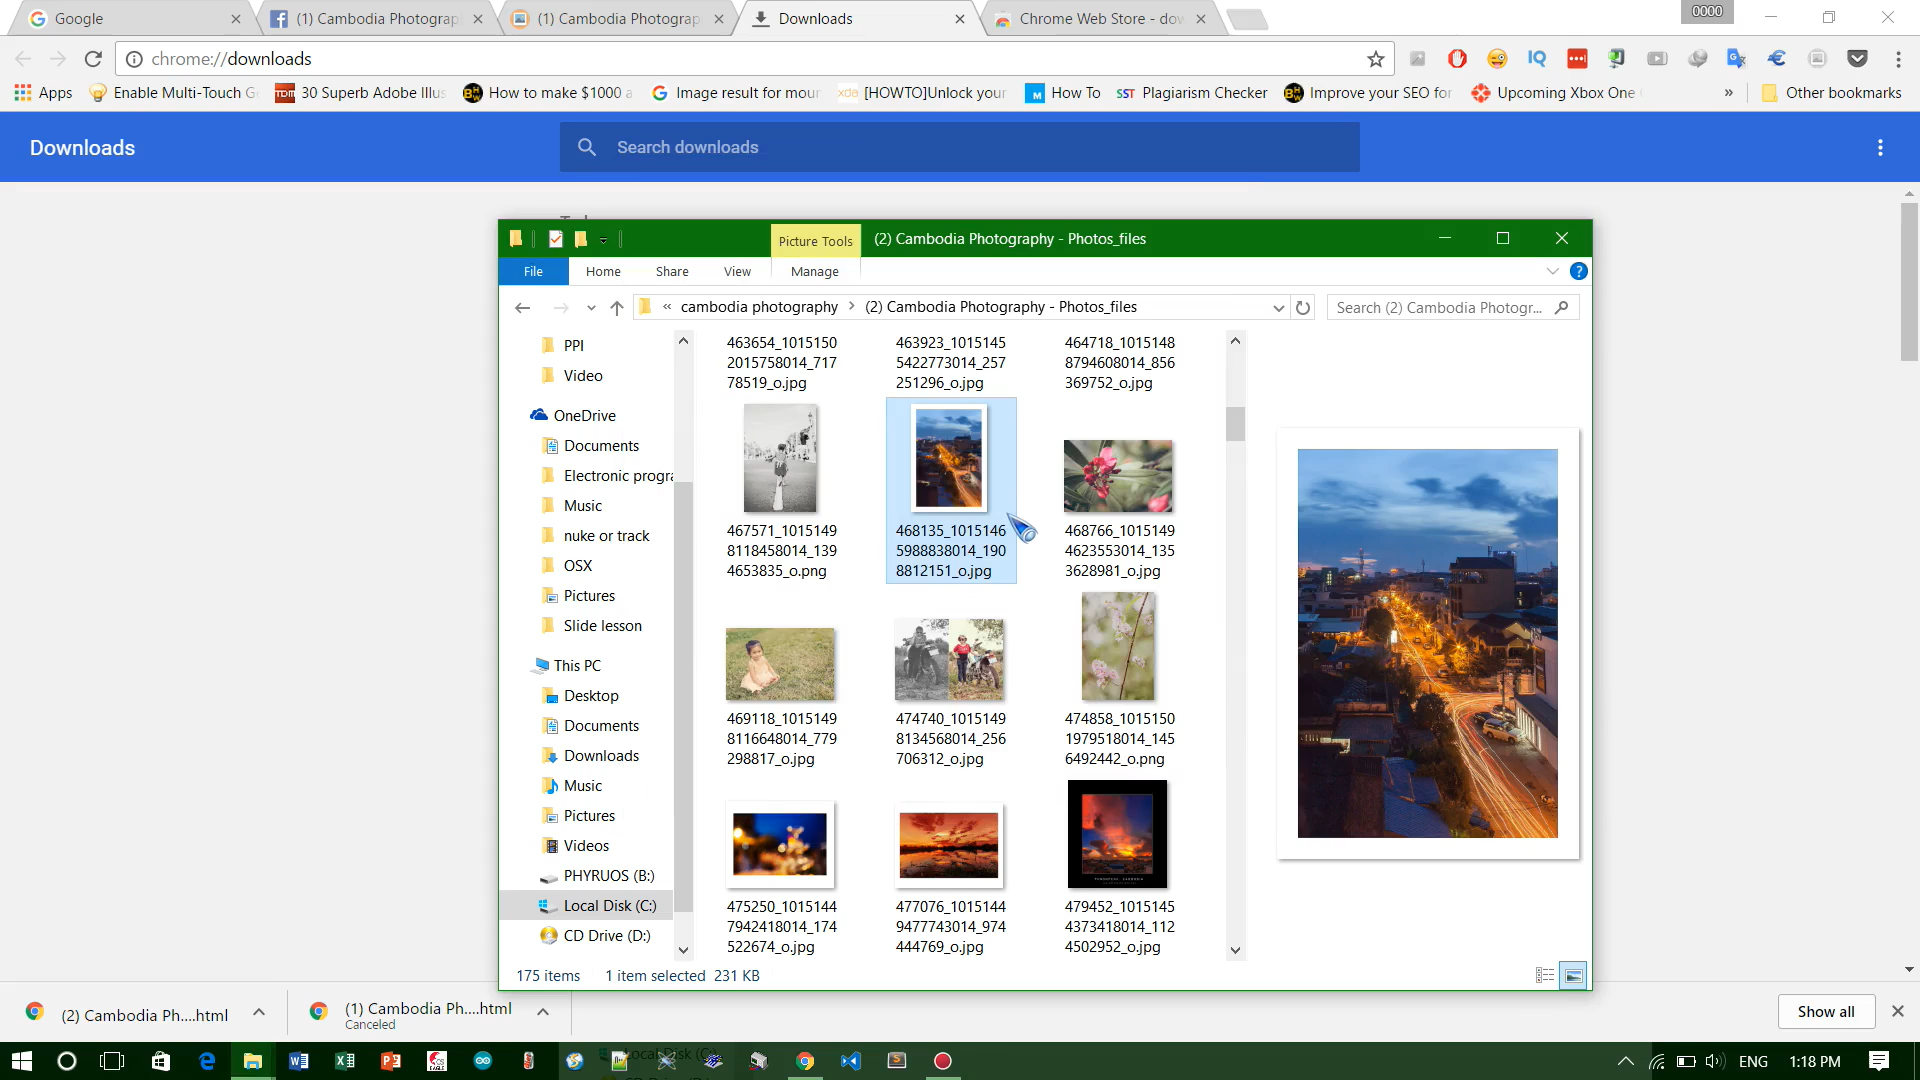 Google
(1) Cambodia Photograp
(1) Cambodia Photograp
Downloads
Chrome Web Store - dow
0000
chrome://downloads
Apps
Enable Multi-Touch G
30 Superb Adobe Illus
How to make $1000 a
Image result for mour
[HOWTO]Unlock your
How To
Plagiarism Checker
Improve your SEO for
Upcoming Xbox One
»
Other bookmarks
Downloads
Search downloads
Picture Tools
(2) Cambodia Photography - Photos_files
File
Home
Share
View
Manage
« cambodia photography > (2) Cambodia Photography - Photos_files
Search (2) Cambodia Photogr...
PPI
Video
OneDrive
Documents
Electronic progra
Music
nuke or track
OSX
Pictures
Slide lesson
This PC
Desktop
Documents
Downloads
Music
Pictures
Videos
PHYRUOS (B:)
Local Disk (C:)
CD Drive (D:)
463654_1015150
2015758014_717
78519_o.jpg
463923_1015145
5422773014_257
251296_o.jpg
464718_1015148
8794608014_856
369752_o.jpg
467571_1015149
8118458014_139
4653835_o.png
468135_1015146
5988838014_190
8812151_o.jpg
468766_1015149
4623553014_135
3628981_o.jpg
469118_1015149
8116648014_779
298817_o.jpg
474740_1015149
8134568014_256
706312_o.jpg
474858_1015150
1979518014_145
6492442_o.png
475250_1015144
7942418014_174
522674_o.jpg
477076_1015144
9477743014_974
444769_o.jpg
479452_1015145
4373418014_112
4502952_o.jpg
175 items
1 item selected 231 KB
(2) Cambodia Ph....html
(1) Cambodia Ph....html
Canceled
Show all
ENG
1:18 PM